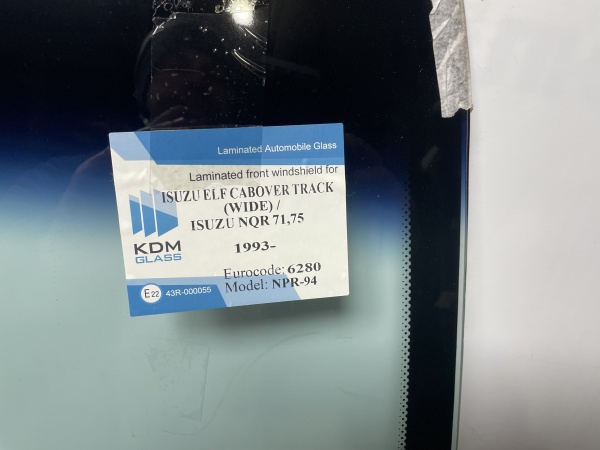 Laminated Automobile Glass
Laminated front windshield for
ISUZU ELF CABOVER TRACK
(WIDE) /
ISUZU NQR 71,75
1993-
KDM
GLASS
Eurocode: 6280
Model: NPR-94
E22 43R-000055